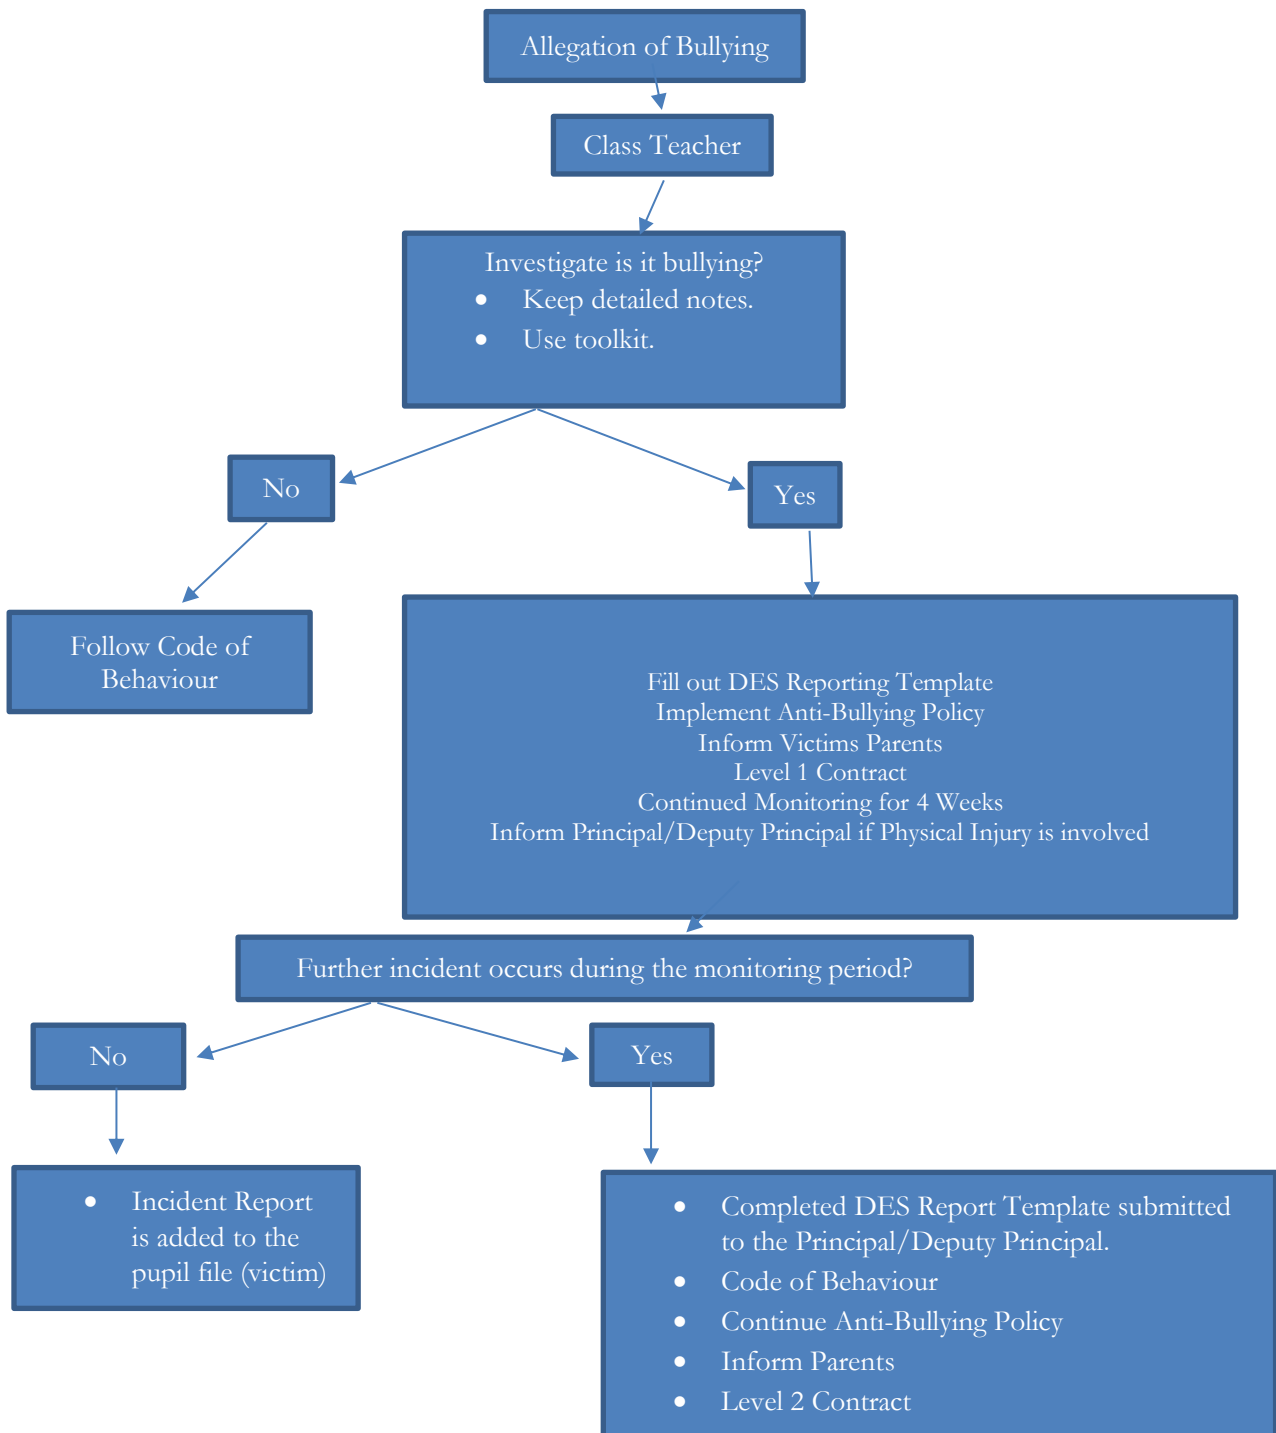 Allegation of Bullying
Class Teacher
Investigate is it bullying?
• Keep detailed notes.
• Use toolkit.
No
Yes
Follow Code of
Behaviour
Fill out DES Reporting Template
Implement Anti-Bullying Policy
Inform Victims Parents
Level 1 Contract
Continued Monitoring for 4 Weeks
Inform Principal/Deputy Principal if Physical Injury is involved
Further incident occurs during the monitoring period?
No
Yes
• Incident Report
is added to the
pupil file (victim)
• Completed DES Report Template submitted
to the Principal/Deputy Principal.
• Code of Behaviour
• Continue Anti-Bullying Policy
• Inform Parents
• Level 2 Contract